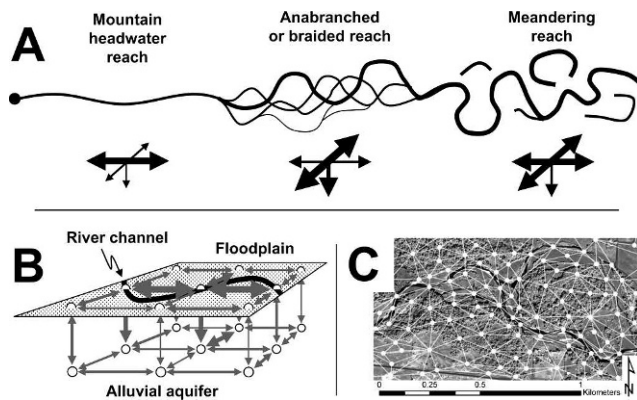 A
Mountain
headwater
reach
Anabranched
or braided reach
Meandering
reach
B
River channel
Floodplain
Alluvial aquifer
C
0 0.25 0.5 1
Kilometers
N